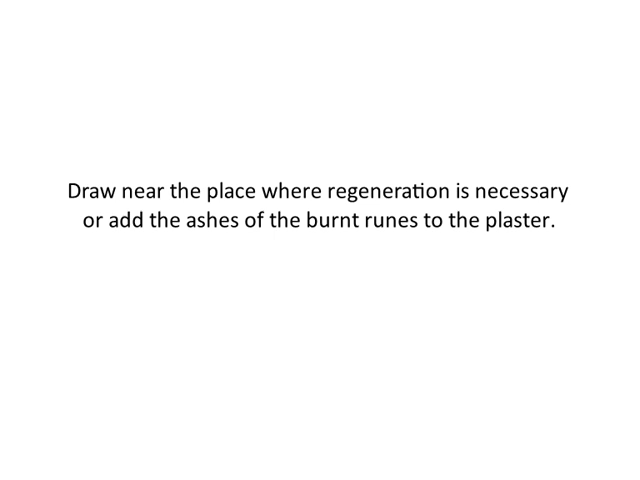 Draw near the place where regeneration is necessary
or add the ashes of the burnt runes to the plaster.